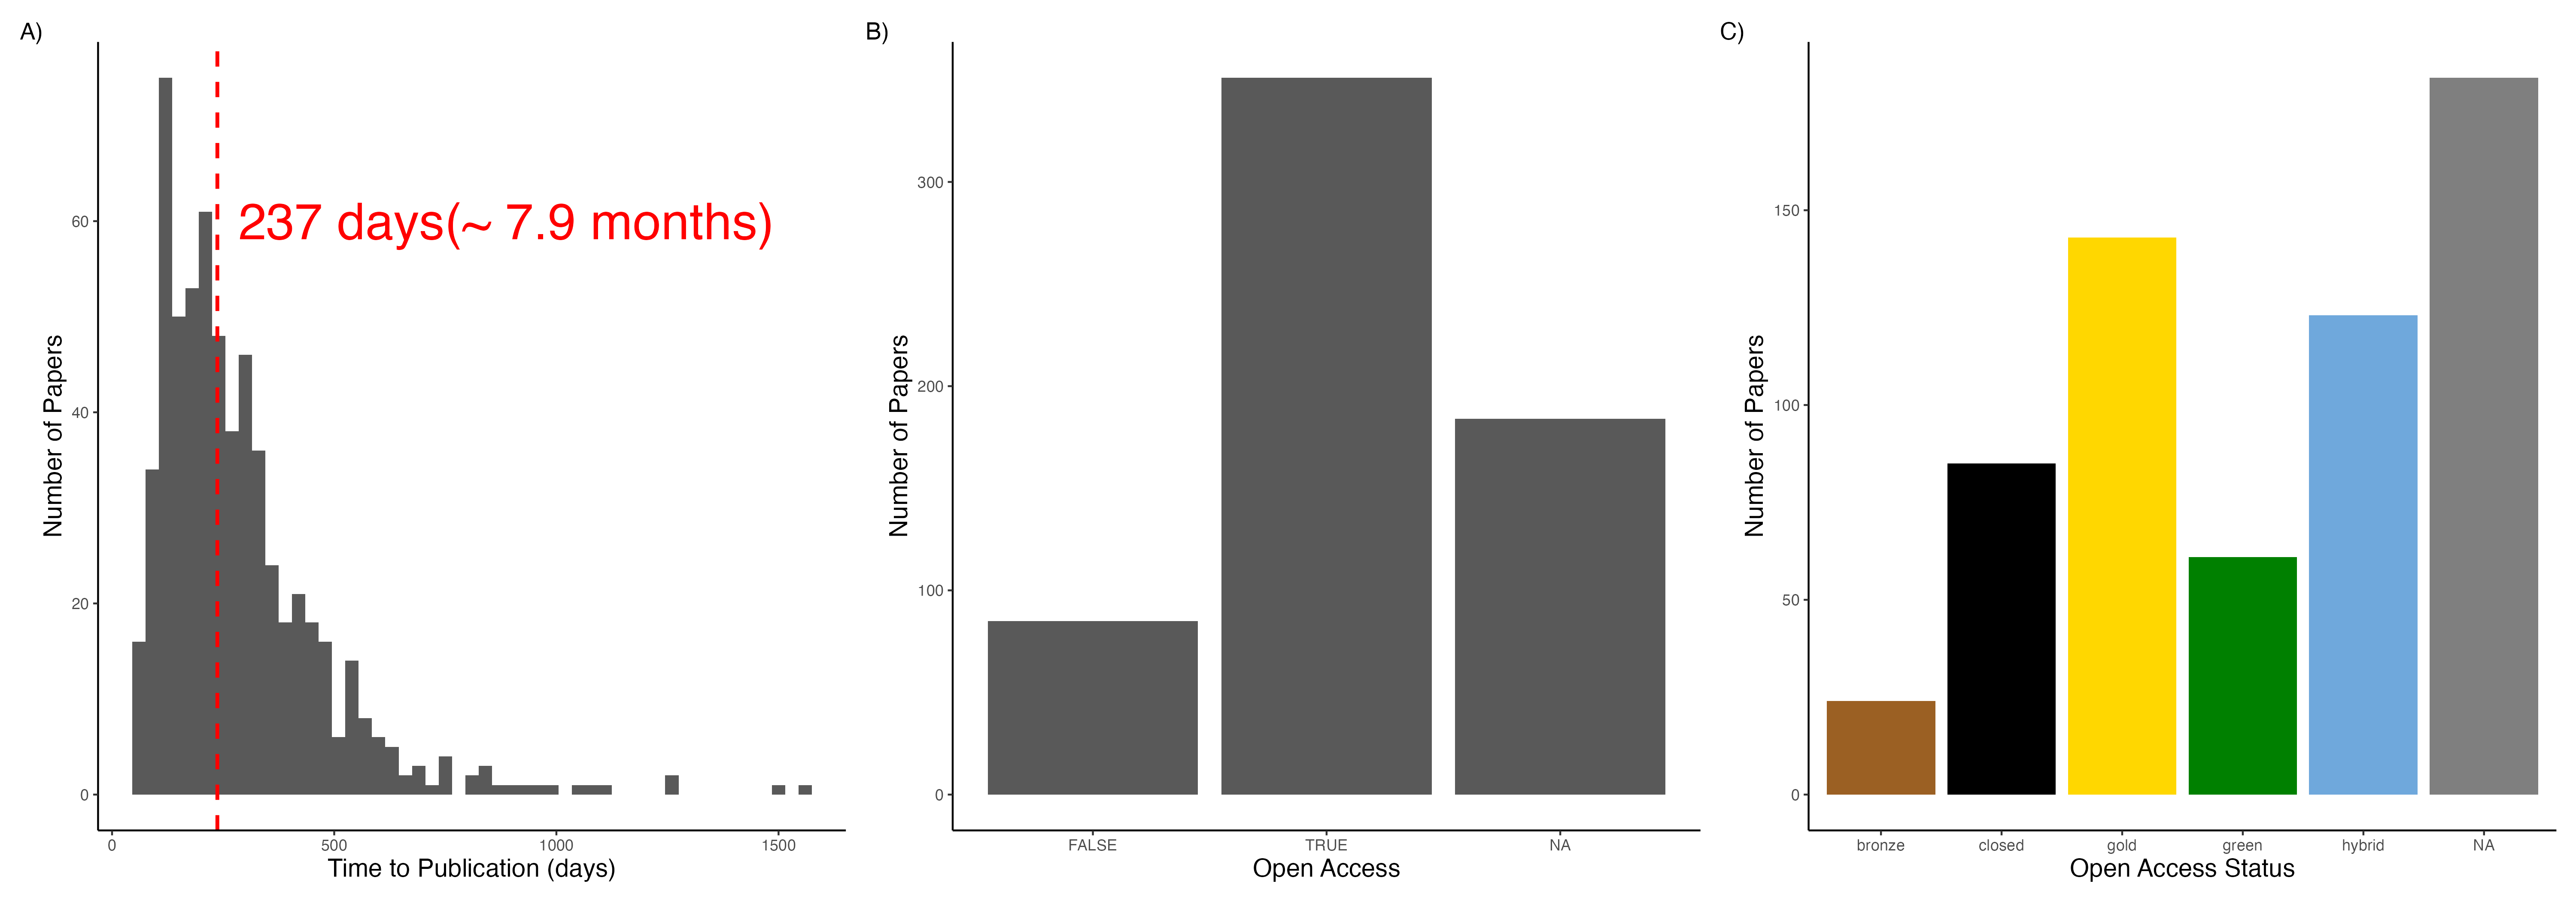 A)
Number of Papers
60
40
20
0
237 days(~ 7.9 months)
0
500
1000
1500
Time to Publication (days)
B)
Number of Papers
300
200
100
0
FALSE
TRUE
NA
Open Access
C)
Number of Papers
150
100
50
0
bronze
closed
gold
green
hybrid
NA
Open Access Status